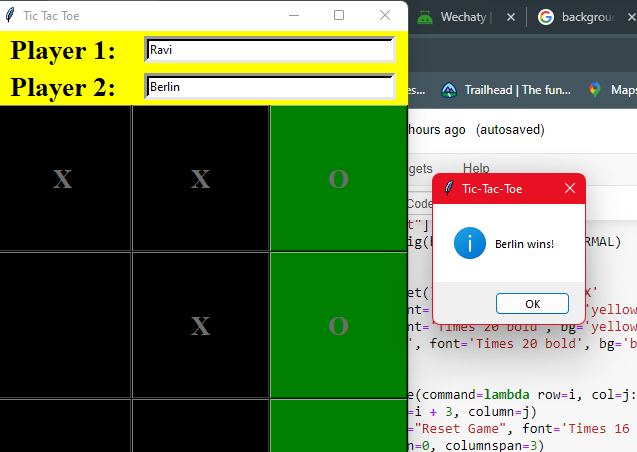 Tic Tac Toe
Player 1:
Ravi
Player 2:
Berlin
X X O
X O
Wechaty
backgroun
es...
Trailhead | The fun...
Maps
hours ago (autosaved)
gets
Help
Code
Tic-Tac-Toe
Berlin wins!
OK
t"]
ig(b
RMAL)
et(
X'
nt=
='yellow
nt='Times 20 bold', bg='yellow
', font='Times 20 bold', bg='b
e(command=lambda row=i, col=j:
=i + 3, column=j)
="Reset Game", font='Times 16
n=0, columnspan=3)